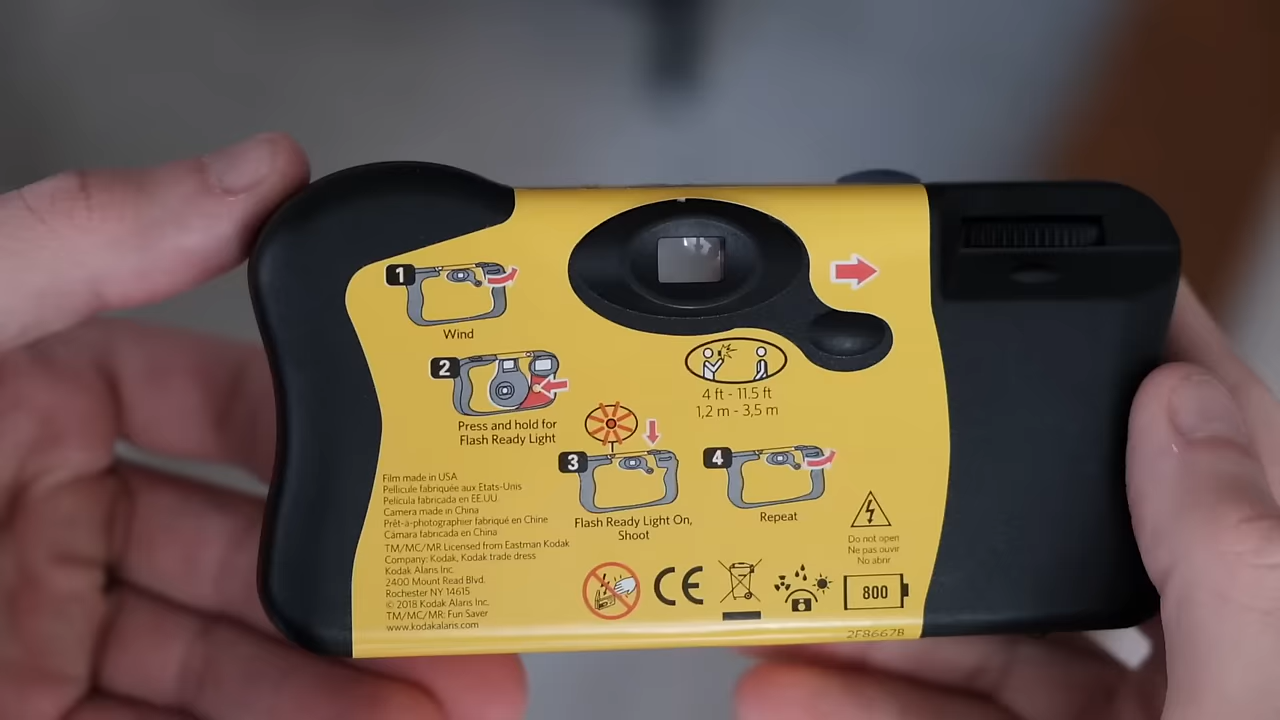 1
Wind
2
Press and hold for
Flash Ready Light
4 ft - 11.5 ft
1,2 m - 3,5 m
3
Flash Ready Light On,
Shoot
4
Repeat
Film made in USA
Pellicule fabriquée aux Etats-Unis
Película fabricada en EE.UU.
Camera made in China
Prêt-à-photographier fabriqué en Chine
Cámara fabricada en China
TM/MC/MR Licensed from Eastman Kodak
Company: Kodak, Kodak trade dress
Kodak Alaris Inc.
2400 Mount Read Blvd.
Rochester NY 14615
© 2018 Kodak Alaris Inc.
TM/MC/MR: Fun Saver
www.kodakalaris.com
Do not open
Ne pas ouvir
No abrir
CE
800
2F8667B